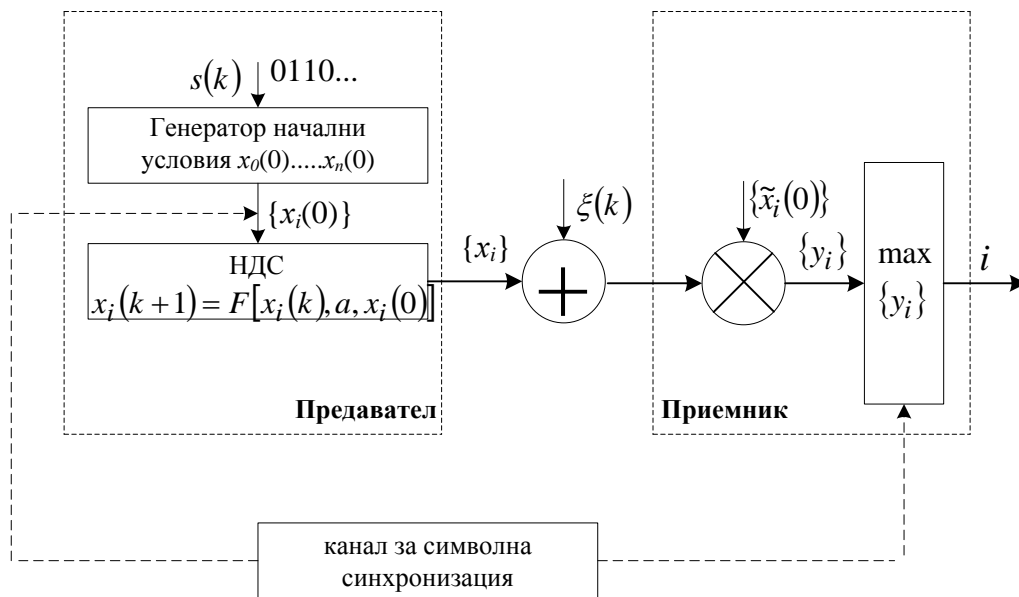 s(k) 0110...
Генератор начални
условия x₀(0).....xₙ(0)
{xᵢ(0)}
НДС
xᵢ(k+1) = F[xᵢ(k), a, xᵢ(0)]
Предавател
{xᵢ}
ξ(k)
+
{x̃ᵢ(0)}
{yᵢ}
max
{yᵢ}
i
Приемник
канал за символна
синхронизация